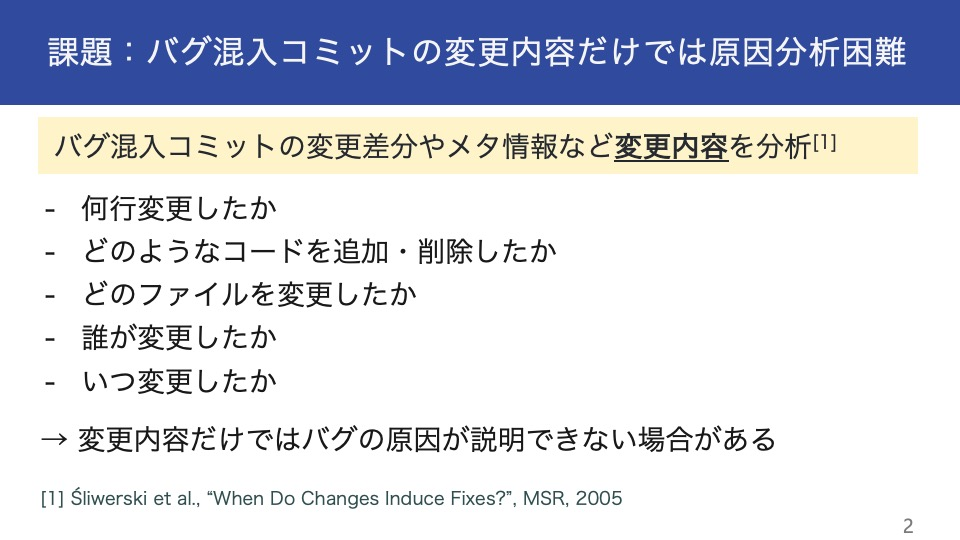 課題：バグ混入コミットの変更内容だけでは原因分析困難
バグ混入コミットの変更差分やメタ情報など変更内容を分析[1]
- 何行変更したか
- どのようなコードを追加・削除したか
- どのファイルを変更したか
- 誰が変更したか
- いつ変更したか
→ 変更内容だけではバグの原因が説明できない場合がある
[1] Śliwerski et al., “When Do Changes Induce Fixes?”, MSR, 2005
2